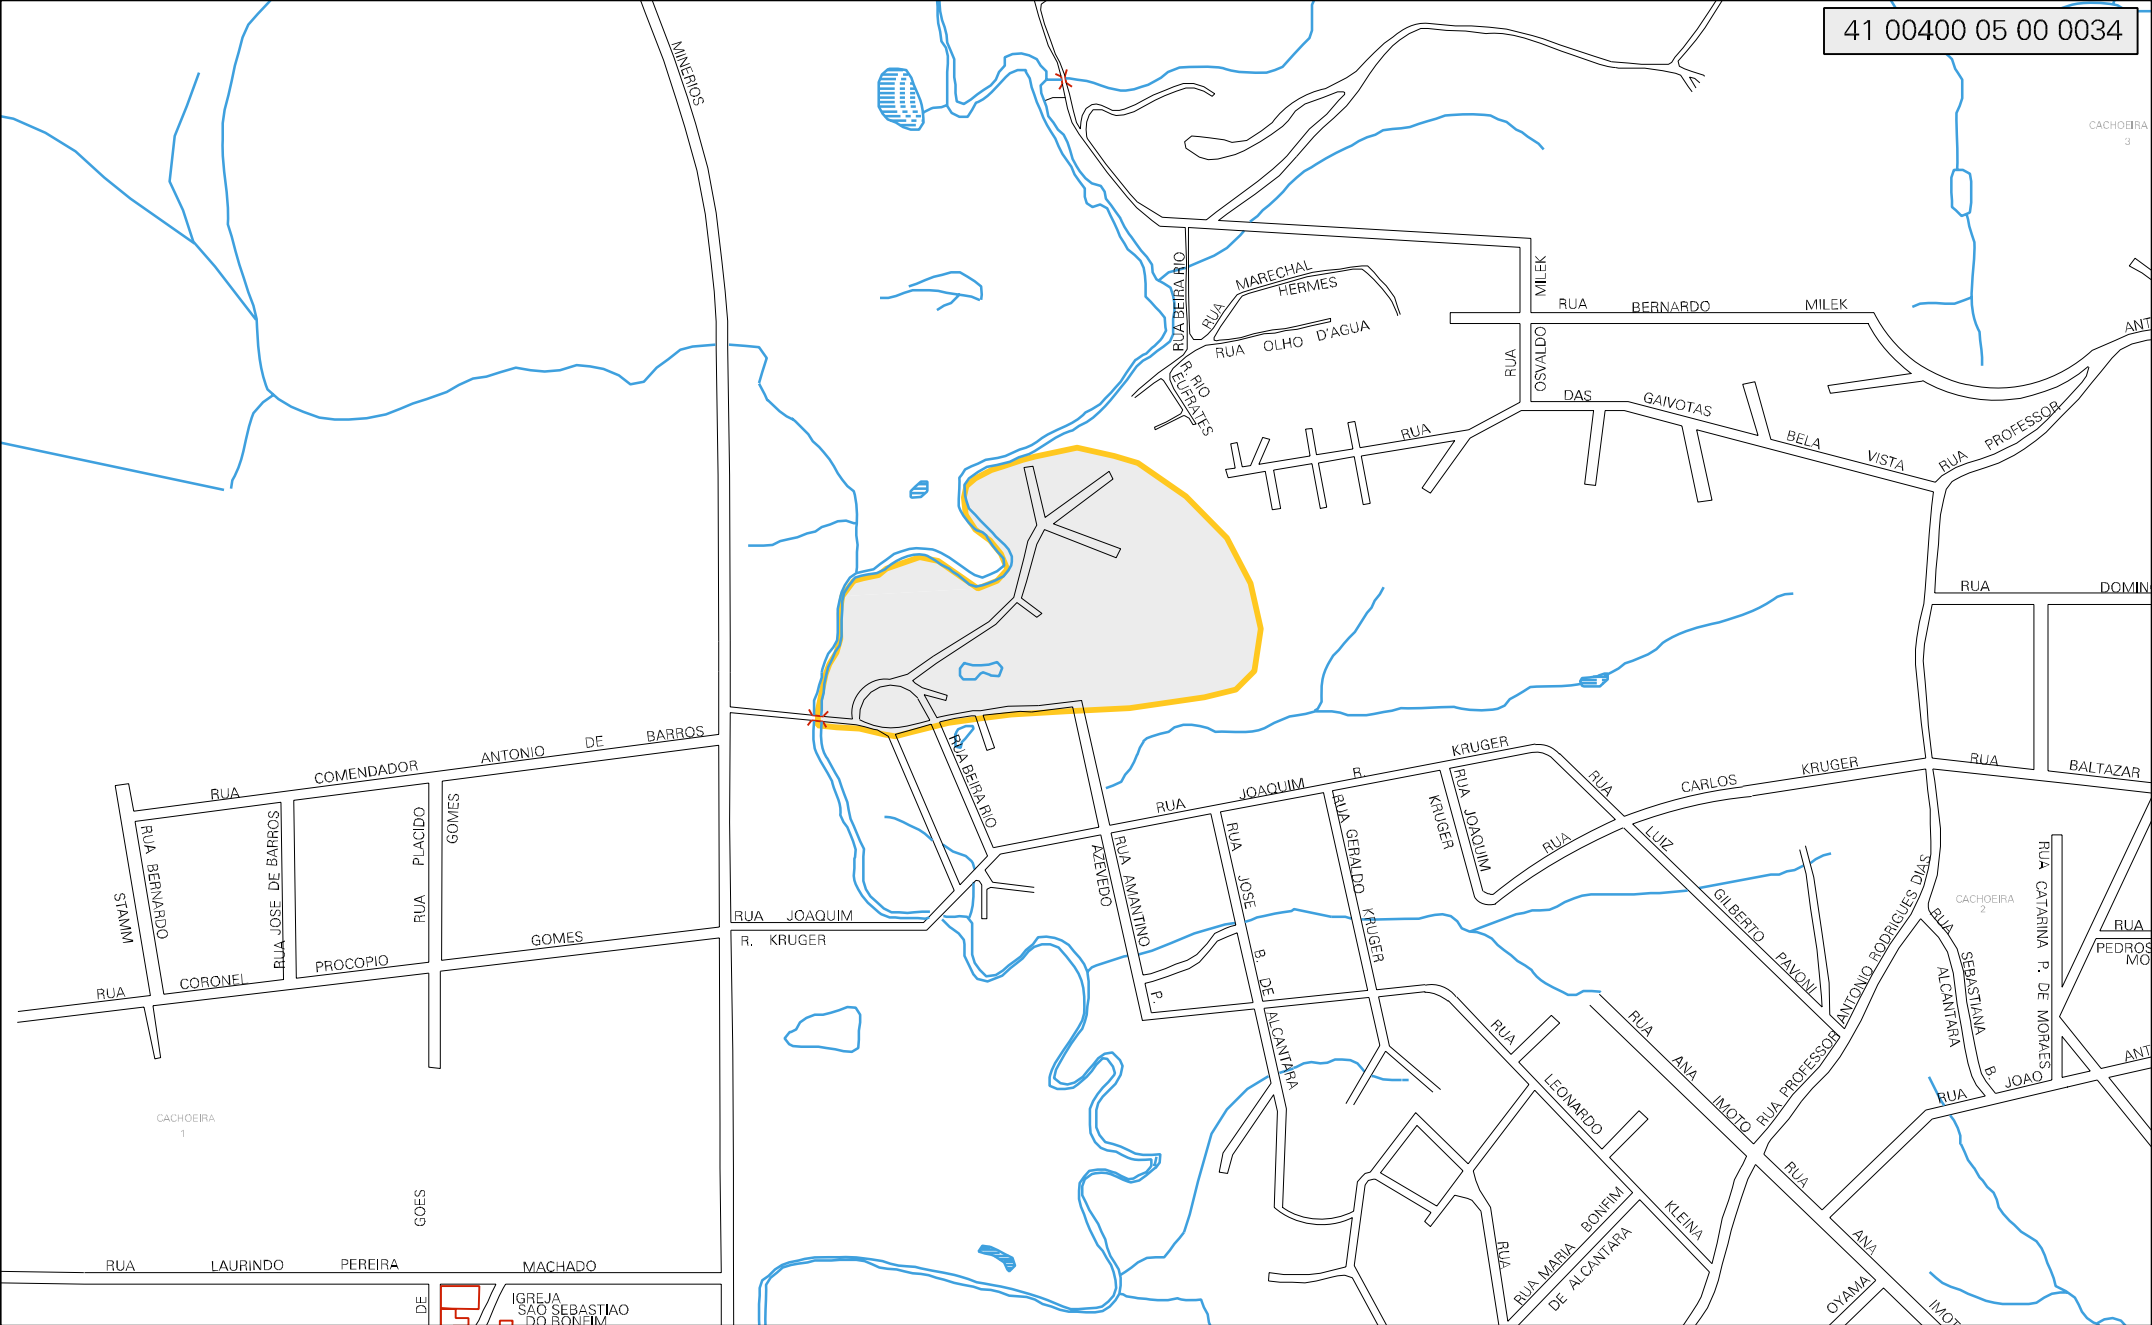 41 00400 05 00 0034
MINERIOS
CACHOEIRA
3
RUA BEIRA RIO
RUA
MARECHAL
HERMES
RUA OLHO D'AGUA
R. RIO
EUFRATES
MILEK
RUA BERNARDO MILEK
RUA
OSVALDO
ANT
DAS GAIVOTAS
RUA
BELA VISTA
RUA PROFESSOR
RUA DOMIN
RUA COMENDADOR ANTONIO DE BARROS
RUA BEIRA RIO
KRUGER
RUA JOAQUIM R.
RUA
CARLOS KRUGER
RUA BALTAZAR
RUA BERNARDO
STAMM
RUA JOSE DE BARROS
RUA PLACIDO
GOMES
AZEVEDO
RUA AMANTINO
P.
RUA JOSE B. DE ALCANTARA
RUA GERALDO KRUGER
RUA JOAQUIM
KRUGER
RUA
LUIZ
GILBERTO
PAVONI
RUA PROFESSOR ANTONIO RODRIGUES DIAS
CACHOEIRA
2
RUA
SEBASTIANA B.
ALCANTARA
RUA CATARINA P. DE MORAES
RUA
PEDROS
MO
RUA JOAQUIM
R. KRUGER
RUA CORONEL PROCOPIO GOMES
RUA
LEONARDO
KLEINA
RUA
ANA
IMOTO
RUA JOAO
ANT
CACHOEIRA
1
GOES
RUA
ANA
IMOT
RUA LAURINDO PEREIRA MACHADO
RUA
RUA MARIA BONFIM
DE ALCANTARA
OYAMA
DE
IGREJA
SAO SEBASTIAO
DO BONFIM